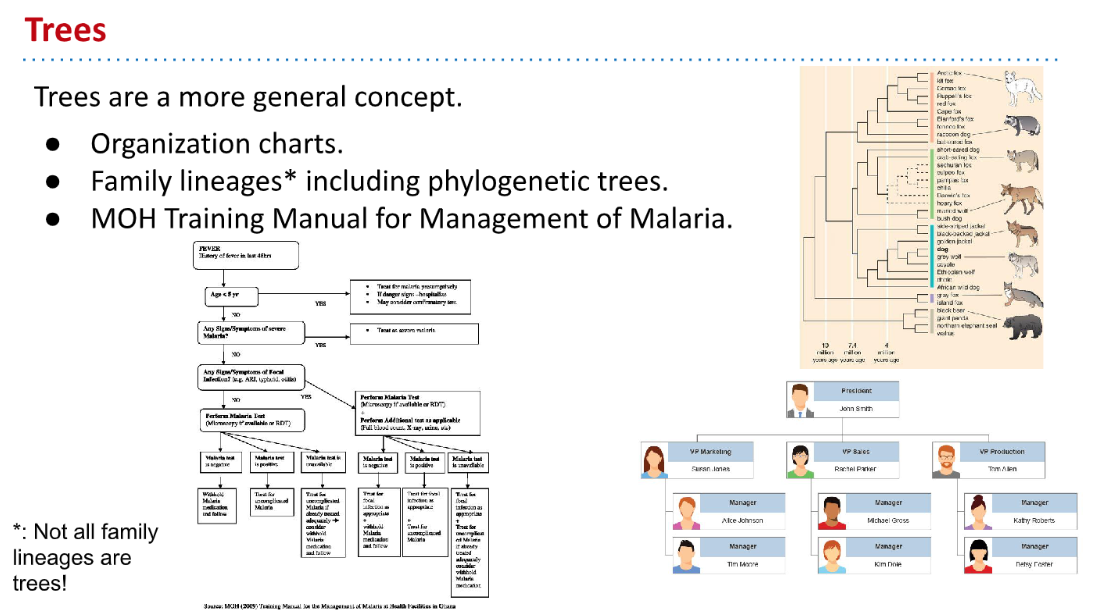 Trees
Trees are a more general concept.
● Organization charts.
● Family lineages* including phylogenetic trees.
● MOH Training Manual for Management of Malaria.
FEVER
History of fever in last 48hrs
Age < 5 yr
YES
• Treat for malaria presumptively
• If danger signs –hospitalize
• May consider confirmatory test
NO
Any Signs/Symptoms of severe
Malaria?
YES
• Treat as severe malaria
NO
Any Signs/Symptoms of Focal
Infection? (e.g. ARI, typhoid, otitis)
NO
YES
Perform Malaria Test
(Microscopy if available or RDT)
Perform Malaria Test
(Microscopy if available or RDT)
+
Perform Additional test as applicable
(Full blood count, X-ray, urine, etc)
Malaria test
is negative
Malaria test
is positive
Malaria test is
unavailable
Malaria test
is negative
Malaria test
is positive
Malaria test
is unavailable
Withhold
Malaria
medication
and follow
Treat for
uncomplicated
Malaria
Treat for
uncomplicated
Malaria if
already treated
adequately →
consider
withhold
Malaria
medication
and follow
Treat for
focal
infection as
appropriate
+
withhold
Malaria
medication
and follow
Treat for focal
infection as
appropriate
+
Treat for
uncomplicated
Malaria
Treat for
focal
infection as
appropriate
+
Treat for
uncomplicat
ed Malaria
if already
treated
adequately
consider
withhold
Malaria
medication
Source: MOH (2009) Training Manual for the Management of Malaria at Health Facilities in Ghana
*: Not all family
lineages are
trees!
Arctic fox
kit fox
Corsac fox
Ruppell's fox
red fox
Cape fox
Blanford's fox
fennec fox
raccoon dog
bat-eared fox
short-eared dog
crab-eating fox
sechuran fox
culpeo fox
pampas fox
chilla
Darwin's fox
hoary fox
maned wolf
bush dog
side-striped jackal
black-backed jackal
golden jackal
dog
grey wolf
coyote
Ethiopian wolf
dhole
African wild dog
gray fox
island fox
black bear
giant panda
northern elephant seal
walrus
10
million
years ago
7.4
million
years ago
4
million
years ago
President
John Smith
VP Marketing
Susan Jones
VP Sales
Rachel Parker
VP Production
Tom Allen
Manager
Alice Johnson
Manager
Michael Gross
Manager
Kathy Roberts
Manager
Tim Moore
Manager
Kim Dole
Manager
Betsy Foster